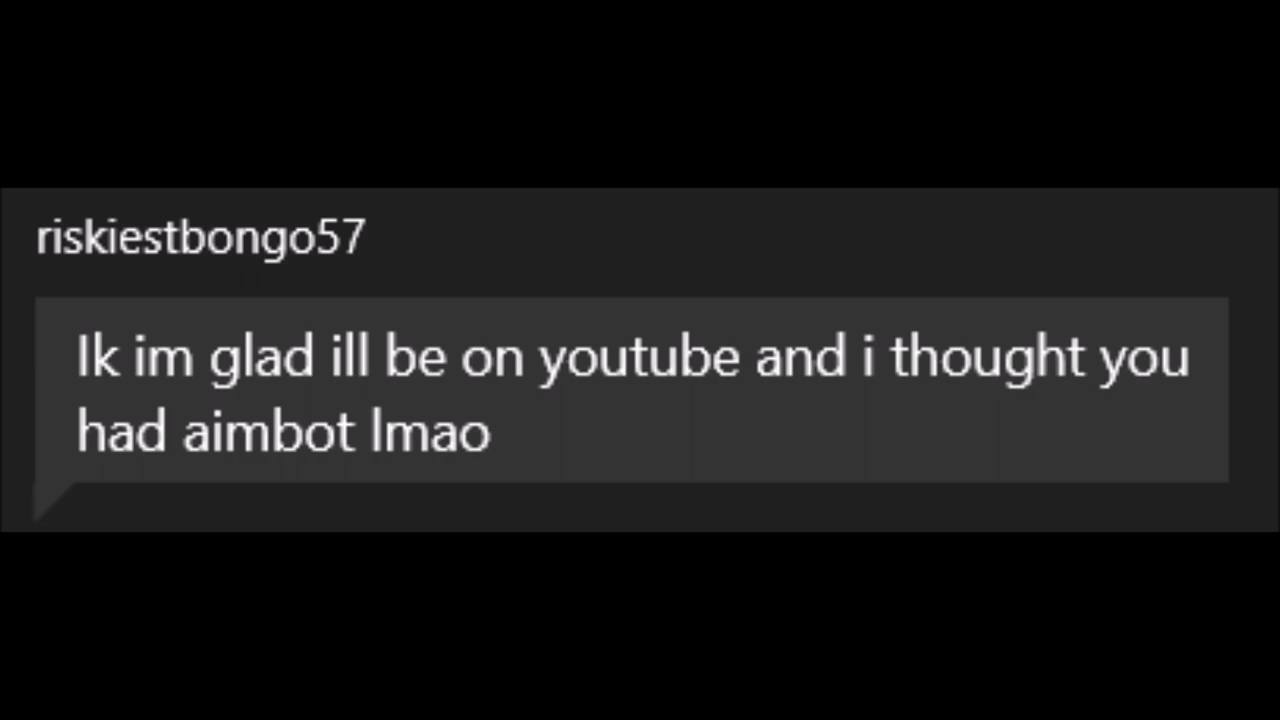 riskiestbongo57
Ik im glad ill be on youtube and i thought you
had aimbot lmao